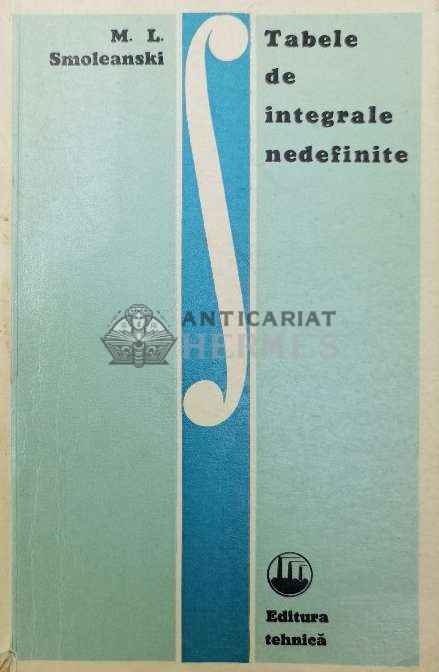 M. L.
Smoleanski
Tabele
de
integrale
nedefinite
ANTICARIAT
HERMES
Editura
tehnică